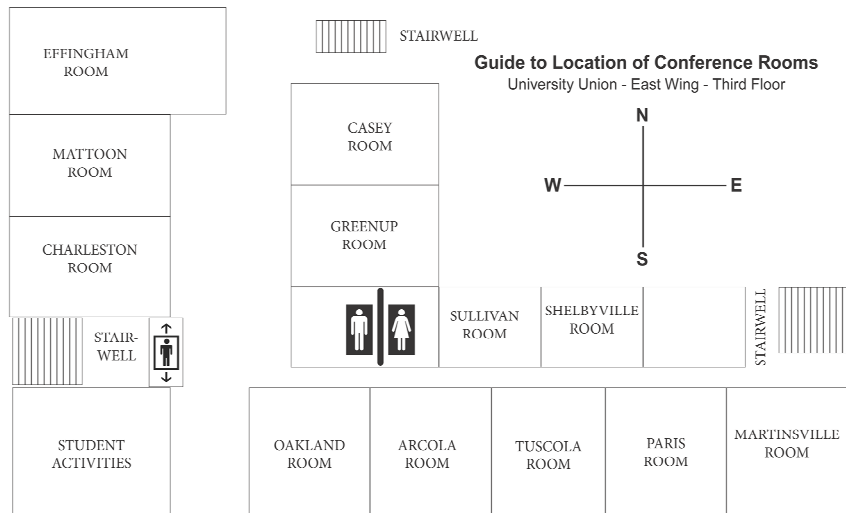 EFFINGHAM
ROOM
STAIRWELL
Guide to Location of Conference Rooms
University Union - East Wing - Third Floor
N
W
E
S
CASEY
ROOM
MATTOON
ROOM
GREENUP
ROOM
CHARLESTON
ROOM
SULLIVAN
ROOM
SHELBYVILLE
ROOM
STAIRWELL
STAIR-
WELL
STUDENT
ACTIVITIES
OAKLAND
ROOM
ARCOLA
ROOM
TUSCOLA
ROOM
PARIS
ROOM
MARTINSVILLE
ROOM